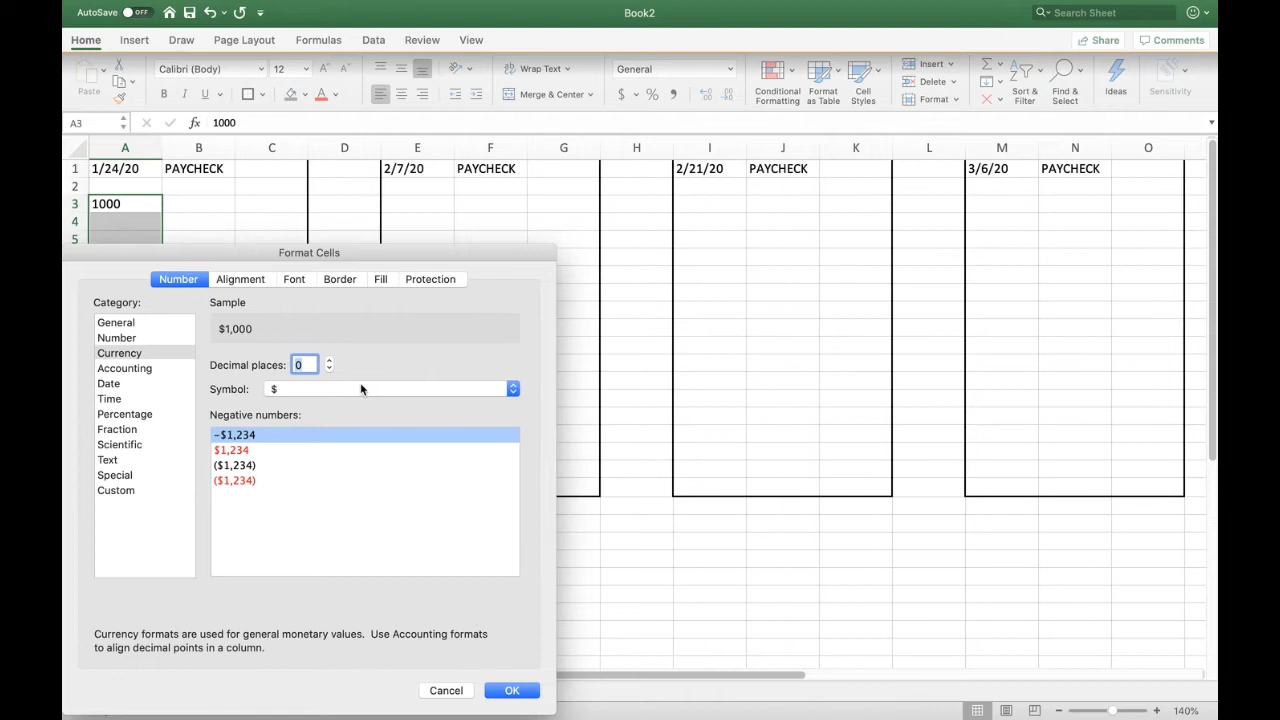 AutoSave OFF Book2 Search Sheet
Home Insert Draw Page Layout Formulas Data Review View Share Comments
Paste Calibri (Body) 12 A A Wrap Text General Conditional Formatting Format as Table Cell Styles Insert Sort & Filter Find & Select Ideas Sensitivity
Delete
B I U A Merge & Center $ % Format
A3 fx 1000
A B C D E F G H I J K L M N O
1 1/24/20 PAYCHECK 2/7/20 PAYCHECK 2/21/20 PAYCHECK 3/6/20 PAYCHECK
2
3 1000
4
5
Format Cells
Number Alignment Font Border Fill Protection
Category: Sample
General
$1,000
Number
Currency
Decimal places: 0
Accounting
Date
Symbol: $
Time
Percentage
Negative numbers:
Fraction
-$1,234
Scientific
$1,234
Text
($1,234)
Special
($1,234)
Custom
Currency formats are used for general monetary values. Use Accounting formats
to align decimal points in a column.
Cancel OK
140%